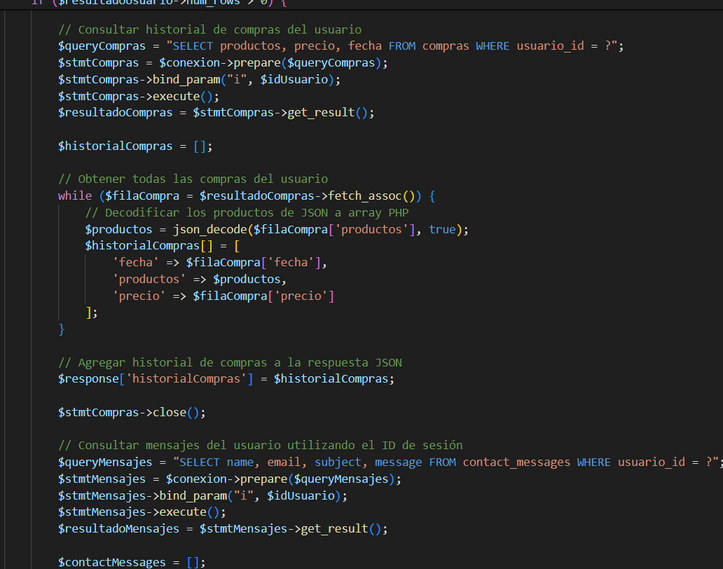 if ($resultadoUsuario->num_rows > 0) {
// Consultar historial de compras del usuario
$queryCompras = "SELECT productos, precio, fecha FROM compras WHERE usuario_id = ?";
$stmtCompras = $conexion->prepare($queryCompras);
$stmtCompras->bind_param("i", $idUsuario);
$stmtCompras->execute();
$resultadoCompras = $stmtCompras->get_result();
$historialCompras = [];
// Obtener todas las compras del usuario
while ($filaCompra = $resultadoCompras->fetch_assoc()) {
// Decodificar los productos de JSON a array PHP
$productos = json_decode($filaCompra['productos'], true);
$historialCompras[] = [
'fecha' => $filaCompra['fecha'],
'productos' => $productos,
'precio' => $filaCompra['precio']
];
}
// Agregar historial de compras a la respuesta JSON
$response['historialCompras'] = $historialCompras;
$stmtCompras->close();
// Consultar mensajes del usuario utilizando el ID de sesión
$queryMensajes = "SELECT name, email, subject, message FROM contact_messages WHERE usuario_id = ?";
$stmtMensajes = $conexion->prepare($queryMensajes);
$stmtMensajes->bind_param("i", $idUsuario);
$stmtMensajes->execute();
$resultadoMensajes = $stmtMensajes->get_result();
$contactMessages = [];